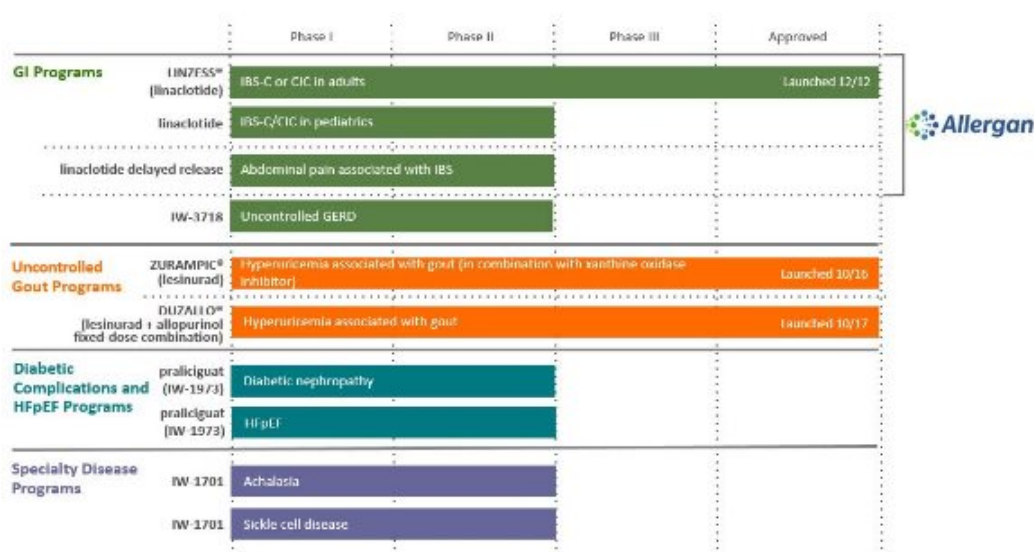 Phase I Phase II Phase III Approved
GI Programs
LINZESS®
(linaclotide)
IBS-C or CIC in adults
Launched 12/12
linaclotide
IBS-C/CIC in pediatrics
Allergan
linaclotide delayed release
Abdominal pain associated with IBS
IW-3718
Uncontrolled GERD
Uncontrolled
Gout Programs
ZURAMPIC®
(lesinurad)
Hyperuricemia associated with gout (in combination with xanthine oxidase
inhibitor)
Launched 10/16
DUZALLO®
(lesinurad + allopurinol
fixed dose combination)
Hyperuricemia associated with gout
Launched 10/17
Diabetic
Complications and
HFpEF Programs
praliciguat
(IW-1973)
Diabetic nephropathy
praliciguat
(IW-1973)
HFpEF
Specialty Disease
Programs
IW-1701
Achalasia
IW-1701
Sickle cell disease